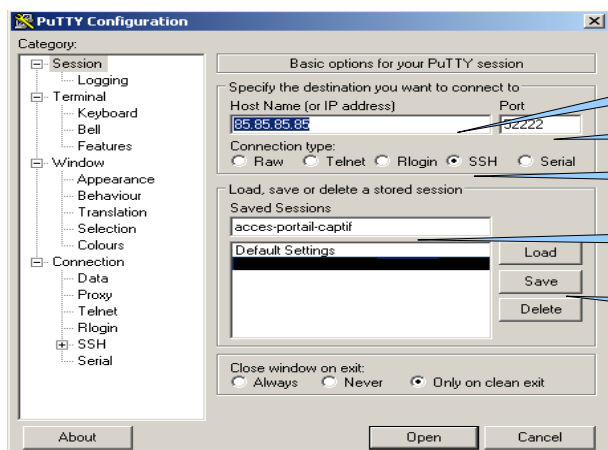 PuTTY Configuration
Category:
Session
Logging
Terminal
Keyboard
Bell
Features
Window
Appearance
Behaviour
Translation
Selection
Colours
Connection
Data
Proxy
Telnet
Rlogin
SSH
Serial
Basic options for your PuTTY session
Specify the destination you want to connect to
Host Name (or IP address) Port
85.85.85.85 52222
Connection type:
Raw Telnet Rlogin SSH Serial
Load, save or delete a stored session
Saved Sessions
acces-portail-captif
Default Settings
Load
Save
Delete
Close window on exit:
Always Never Only on clean exit
About Open Cancel